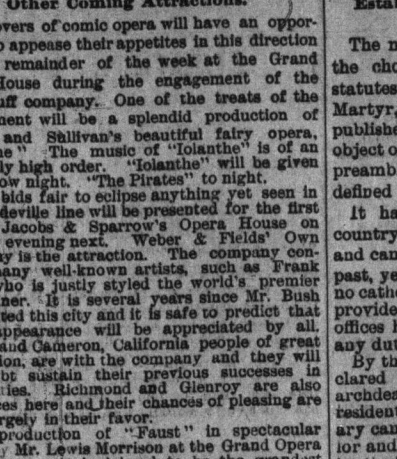 Other Coming Attractions.
overs of comic opera will have an oppor-
o appease their appetites in this direction
remainder of the week at the Grand
House during the engagement of the
uff company. One of the treats of the
ment will be a splendid production of
and Sullivan's beautiful fairy opera,
he" The music of "Iolanthe" is of an
ly high order. "Iolanthe" will be given
ow night. "The Pirates" to night.
bids fair to eclipse anything yet seen in
deville line will be presented for the first
Jacobs & Sparrow's Opera House on
evening next. Weber & Fields' Own
ny is the attraction. The company con-
many well-known artists, such as Frank
who is justly styled the world's premier
ner. It is several years since Mr. Bush
ted this city and it is safe to predict that
appearance will be appreciated by all.
and Cameron, California people of great
ion, are with the company and they will
bt sustain their previous successes in
ties. Richmond and Glenroy are also
ces here and their chances of pleasing are
rgely in their favor.
production of "Faust" in spectacular
y Mr. Lewis Morrison at the Grand Opera
Esta
The m
the cho
statutes
Martyr,
publishe
object o
preamb
defined
It ha
country
and can
past, ye
no cathe
provide
offices h
any dut
By th
clared
archdea
resident
ary can
ior and